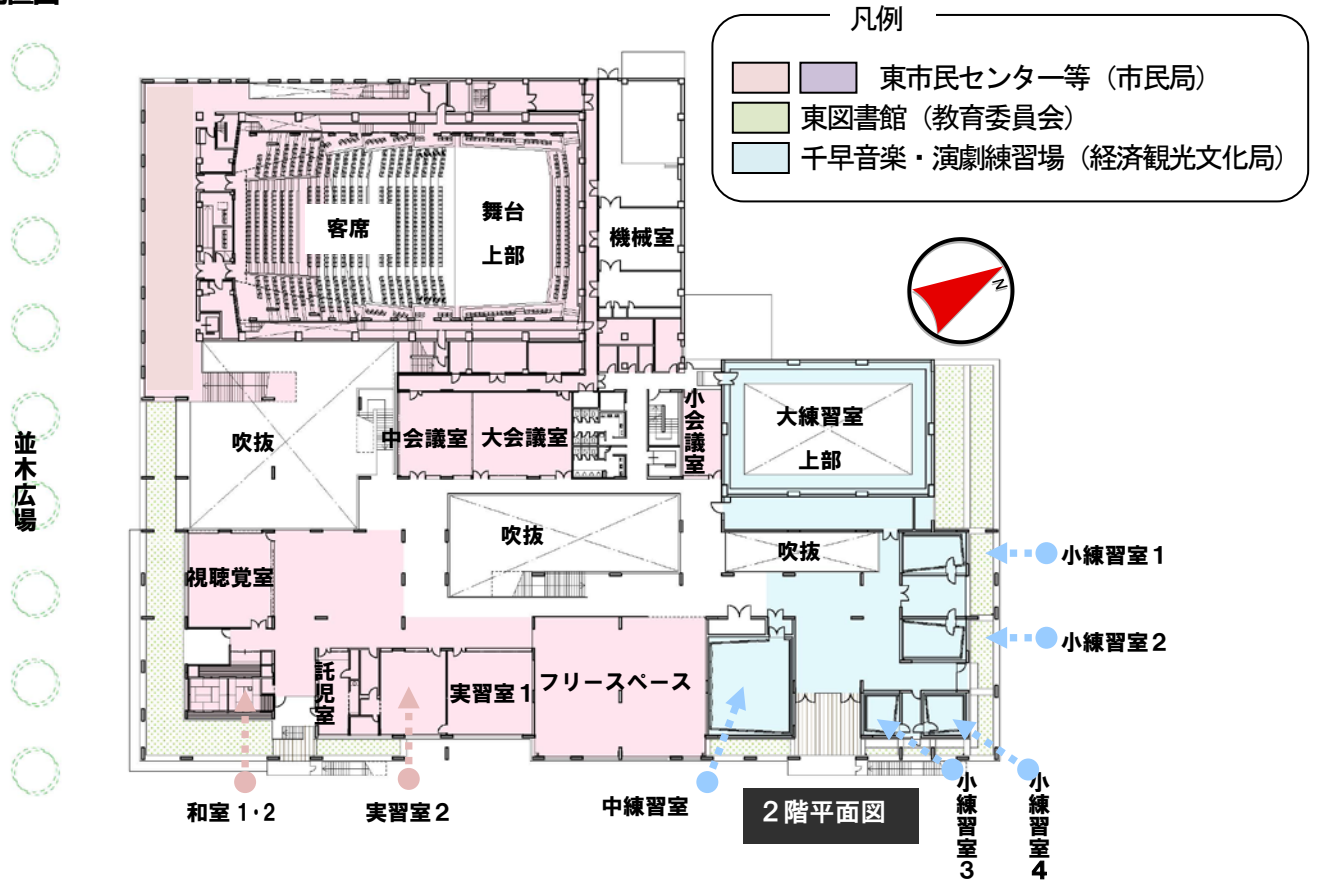 凡例
東市民センター等（市民局）
東図書館（教育委員会）
千早音楽・演劇練習場（経済観光文化局）
N
客席
舞台
上部
機械室
並木広場
吹抜
中会議室
大会議室
小会議室
大練習室
上部
吹抜
吹抜
視聴覚室
小練習室１
小練習室２
託児室
実習室１
フリースペース
和室１･２
実習室２
中練習室
２階平面図
小練習室３
小練習室４